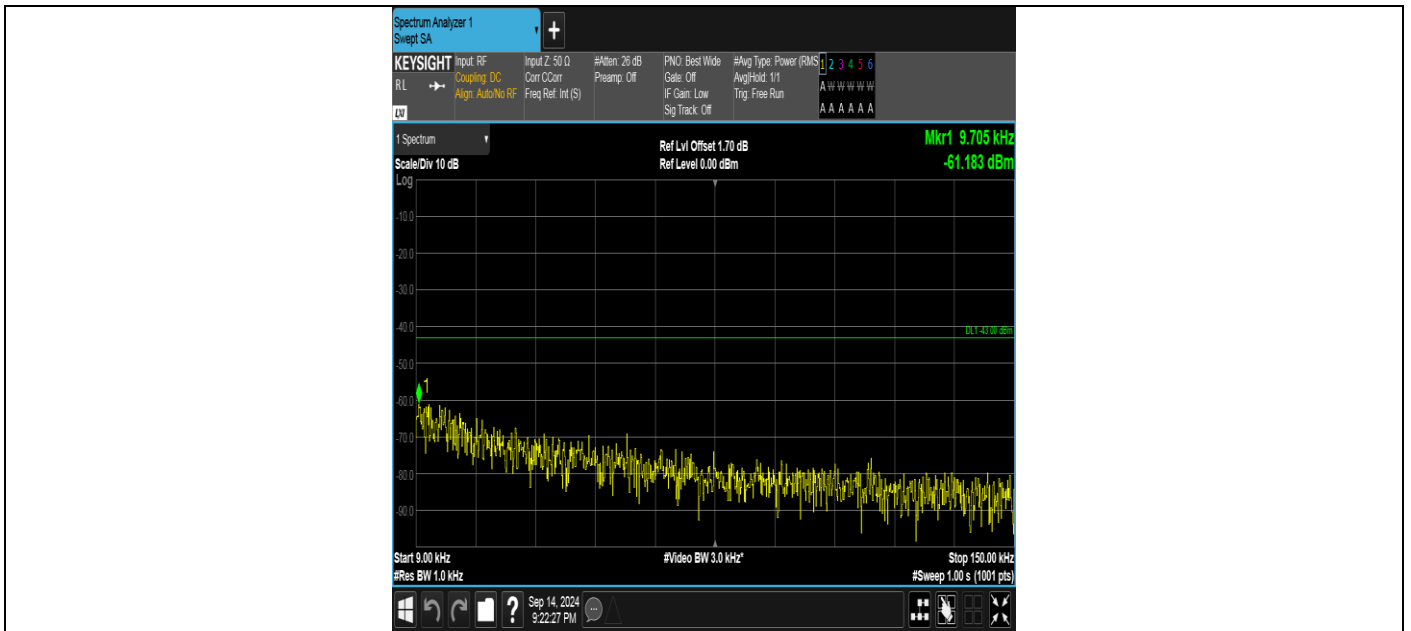 Spectrum Analyzer 1
Swept SA
+
KEYSIGHT
RL
LXI
Input: RF
Coupling: DC
Align: Auto/No RF
Input Z: 50 Ω
Corr CCorr
Freq Ref: Int (S)
#Atten: 26 dB
Preamp: Off
PNO: Best Wide
Gate: Off
IF Gain: Low
Sig Track: Off
#Avg Type: Power (RMS
Avg|Hold: 1/1
Trig: Free Run
1 2 3 4 5 6
A W W W W W
A A A A A A
1 Spectrum
Scale/Div 10 dB
Ref Lvl Offset 1.70 dB
Ref Level 0.00 dBm
Mkr1 9.705 kHz
-61.183 dBm
Log
-10.0
-20.0
-30.0
-40.0
DL1 -43.00 dBm
-50.0
1
-60.0
-70.0
-80.0
-90.0
Start 9.00 kHz
#Res BW 1.0 kHz
#Video BW 3.0 kHz*
Stop 150.00 kHz
#Sweep 1.00 s (1001 pts)
?
Sep 14, 2024
9:22:27 PM